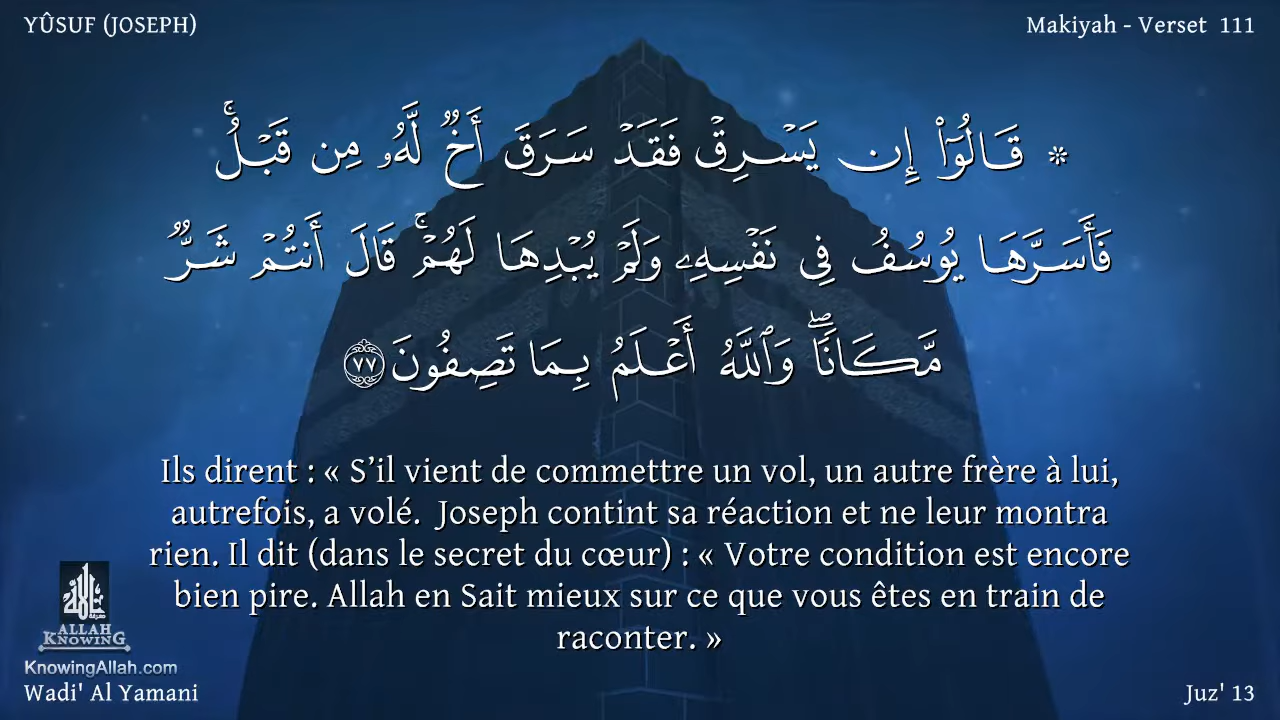 YÛSUF (JOSEPH)
Makiyah - Verset 111
۞ قَالُوٓا۟ إِن يَسْرِقْ فَقَدْ سَرَقَ أَخٌ لَّهُۥ مِن قَبْلُ ۚ
فَأَسَرَّهَا يُوسُفُ فِى نَفْسِهِۦ وَلَمْ يُبْدِهَا لَهُمْ ۚ قَالَ أَنتُمْ شَرٌّ
مَّكَانًا ۖ وَٱللَّهُ أَعْلَمُ بِمَا تَصِفُونَ ٧٧
Ils dirent : « S’il vient de commettre un vol, un autre frère à lui,
autrefois, a volé. Joseph contint sa réaction et ne leur montra
rien. Il dit (dans le secret du cœur) : « Votre condition est encore
bien pire. Allah en Sait mieux sur ce que vous êtes en train de
raconter. »
ALLAH
KNOWING
KnowingAllah.com
Wadi' Al Yamani
Juz' 13